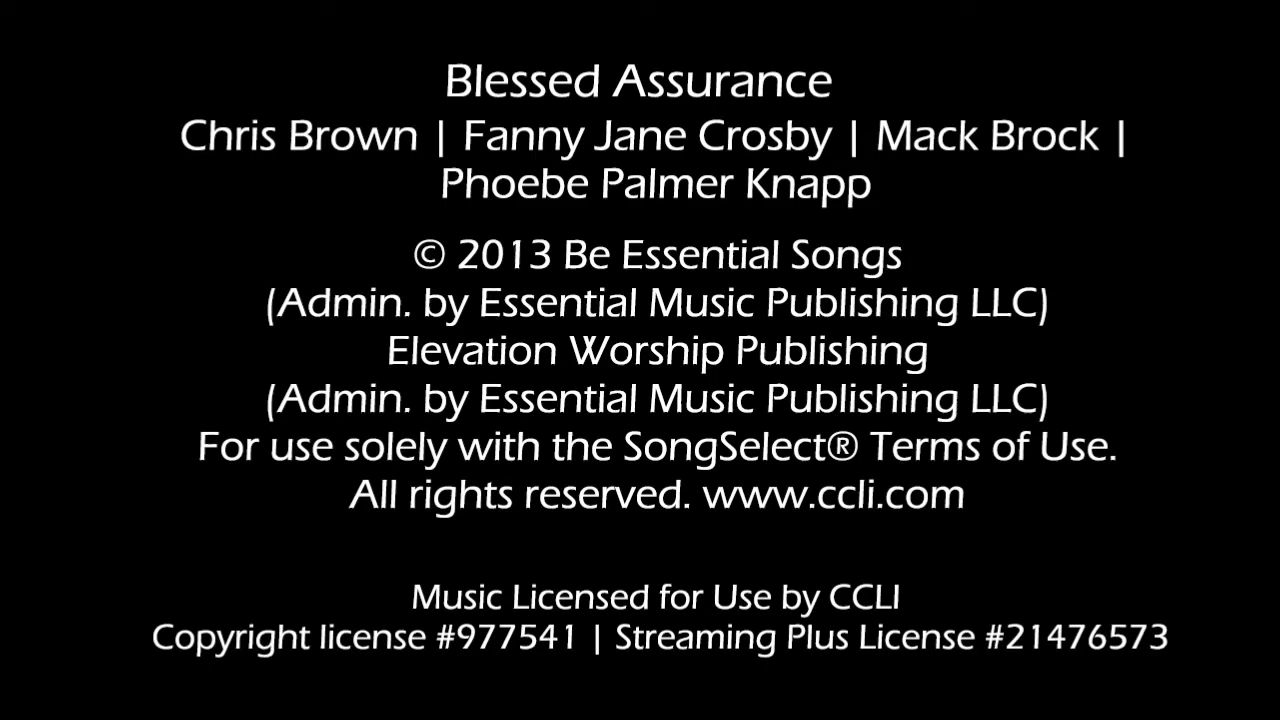 Blessed Assurance
Chris Brown | Fanny Jane Crosby | Mack Brock |
Phoebe Palmer Knapp
© 2013 Be Essential Songs
(Admin. by Essential Music Publishing LLC)
Elevation Worship Publishing
(Admin. by Essential Music Publishing LLC)
For use solely with the SongSelect® Terms of Use.
All rights reserved. www.ccli.com
Music Licensed for Use by CCLI
Copyright license #977541 | Streaming Plus License #21476573